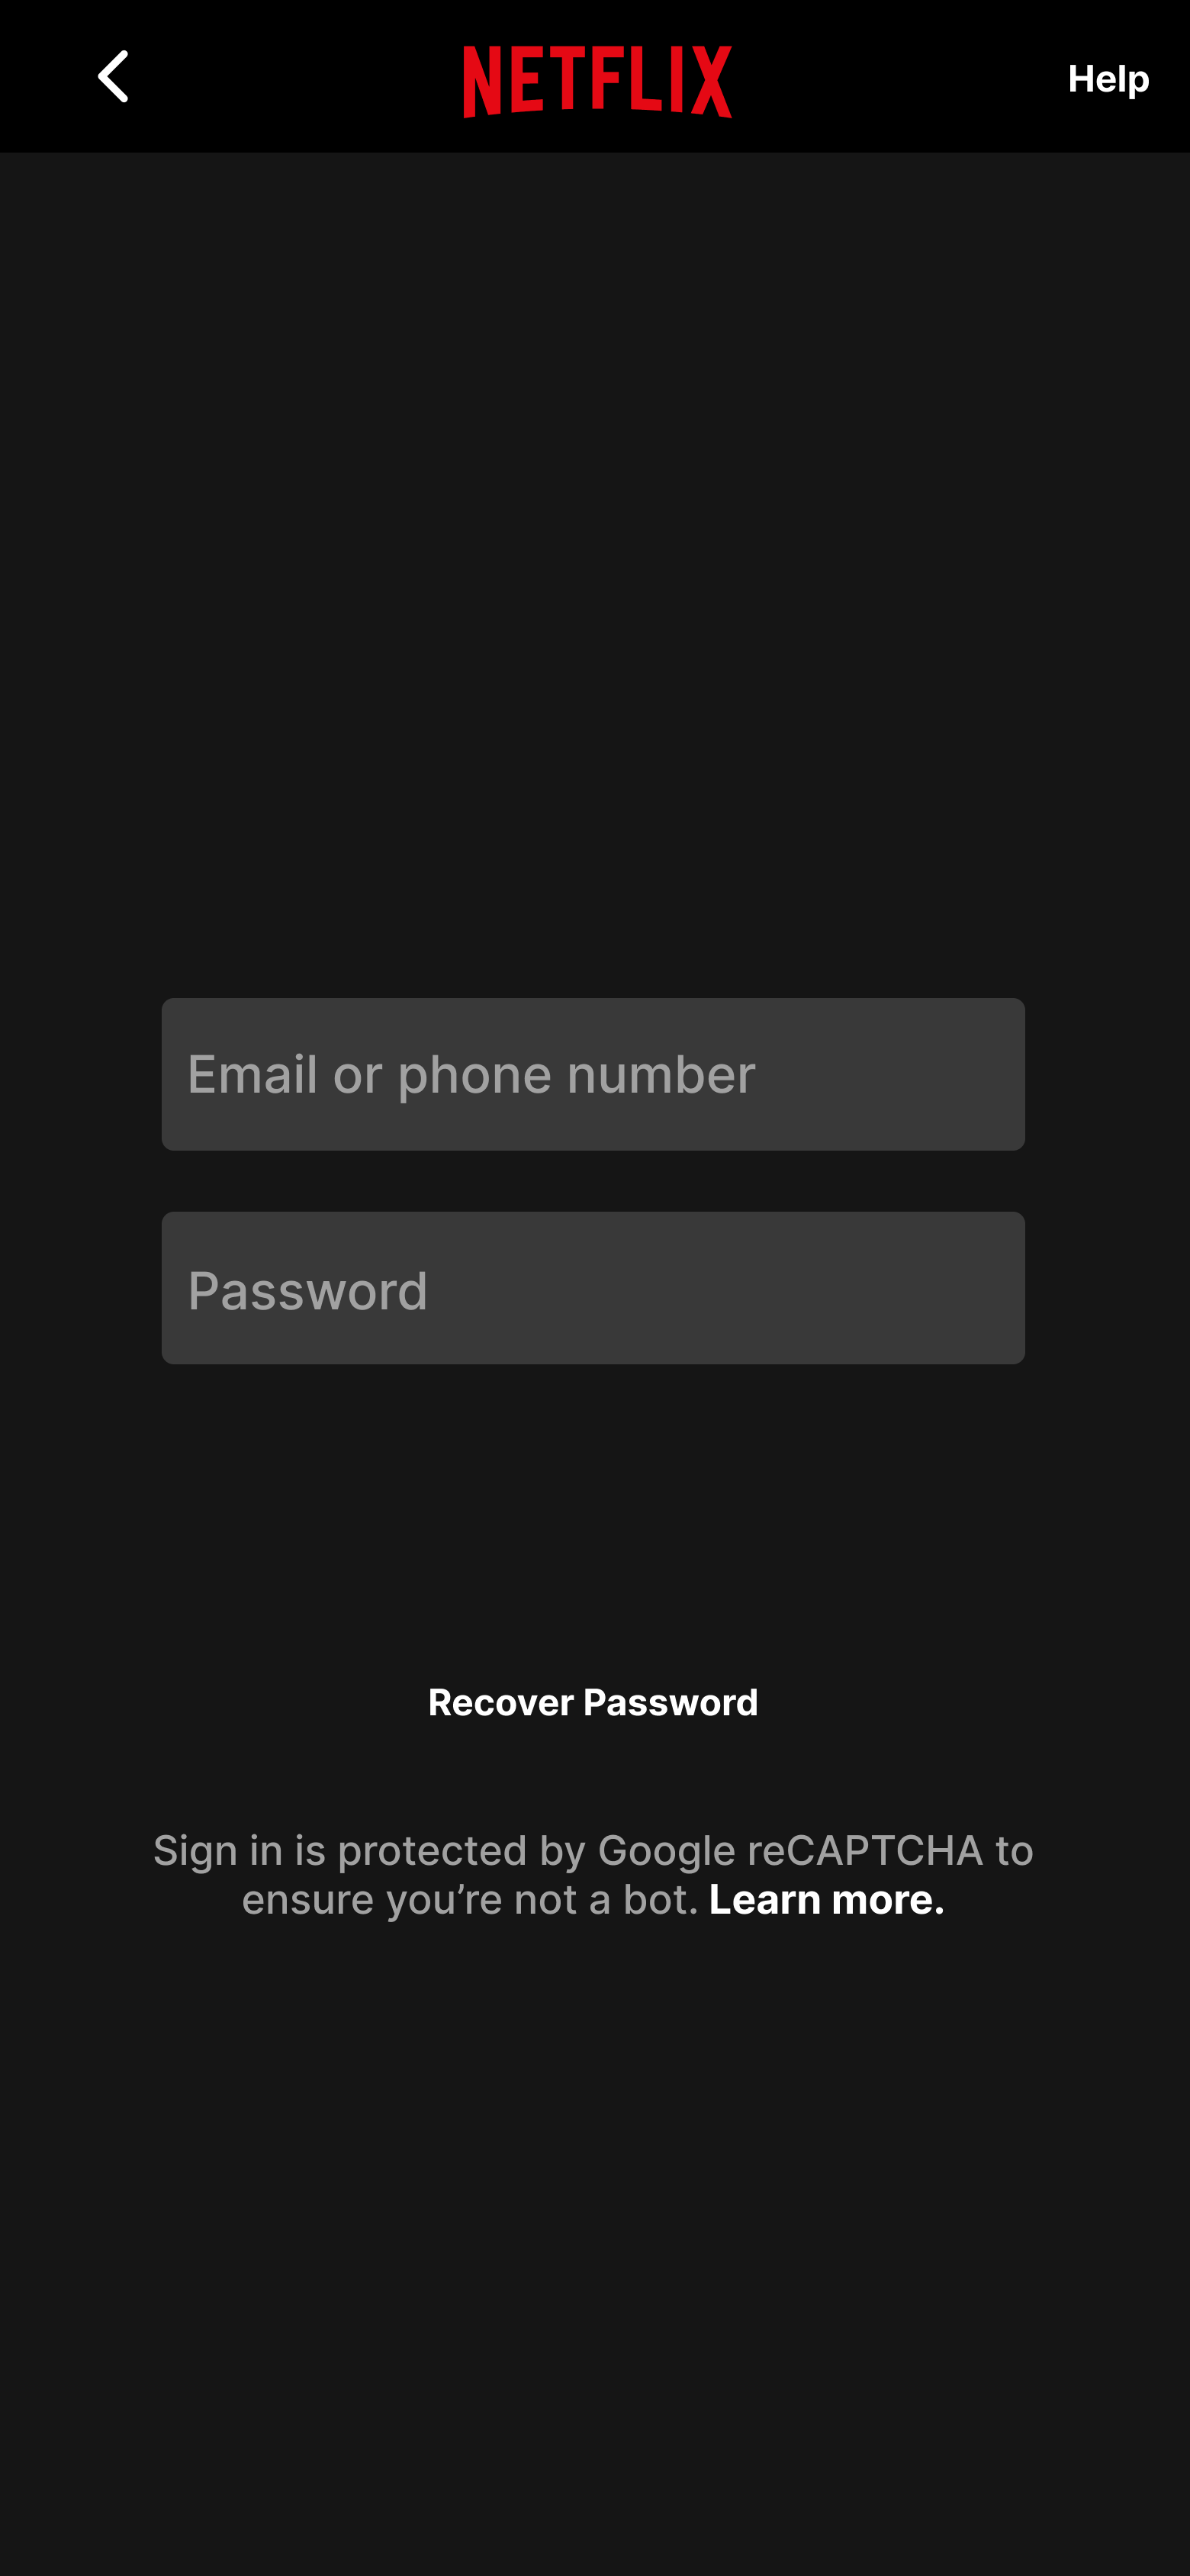 NETFLIX
Help
Email or phone number
Password
Recover Password
Sign in is protected by Google reCAPTCHA to
ensure you’re not a bot. Learn more.